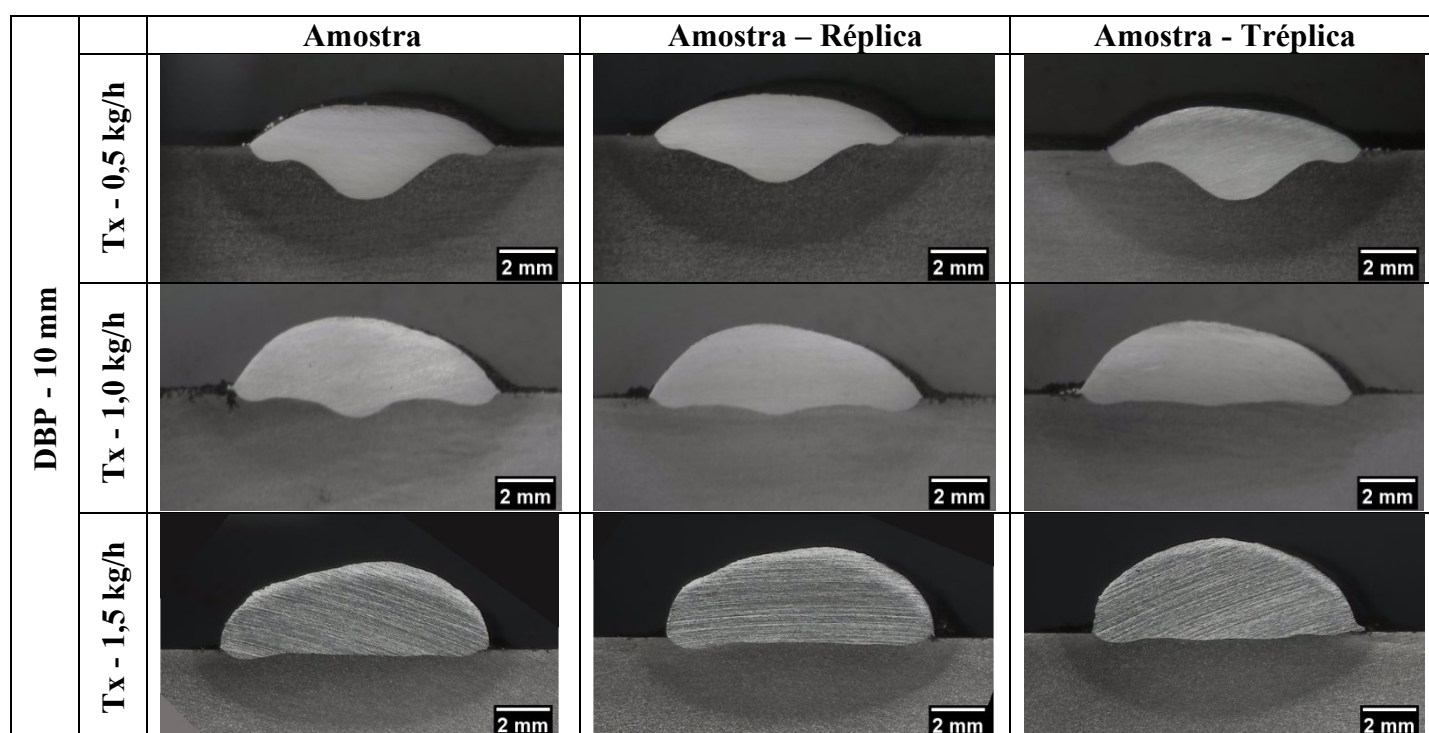 Amostra
Amostra – Réplica
Amostra - Tréplica
DBP - 10 mm
Tx - 0,5 kg/h
2 mm
2 mm
2 mm
Tx - 1,0 kg/h
2 mm
2 mm
2 mm
Tx - 1,5 kg/h
2 mm
2 mm
2 mm